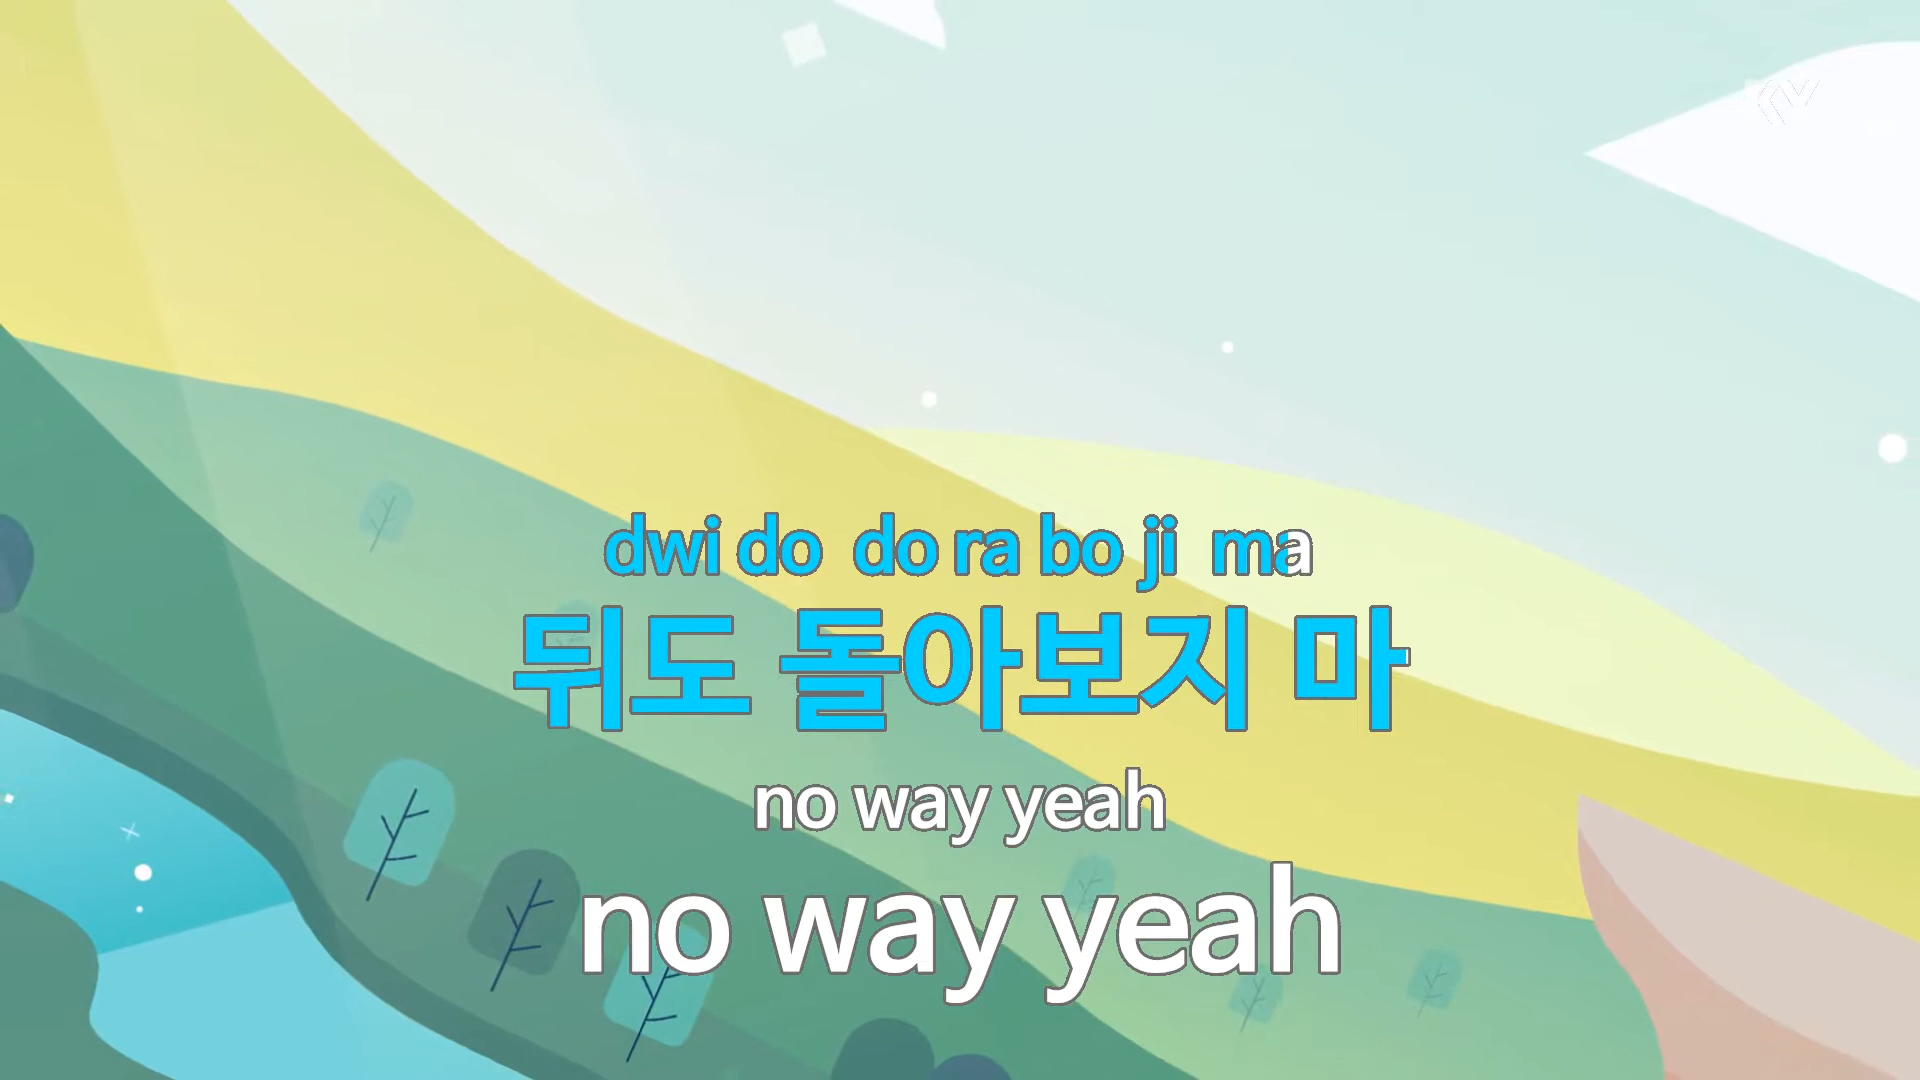 dwi do do ra bo ji ma
뒤도 돌아보지 마
no way yeah
no way yeah